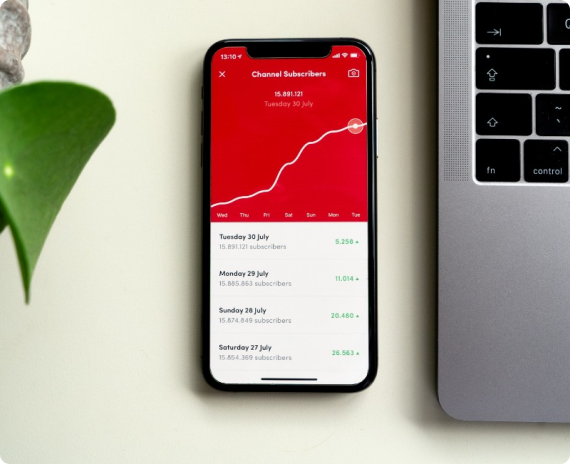 13:10
Channel Subscribers
15.891.121
Tuesday 30 July
Wed Thu Fri Sat Sun Mon Tue
Tuesday 30 July
15.891.121 subscribers
5.258
Monday 29 July
15.885.863 subscribers
11.014
Sunday 28 July
15.874.849 subscribers
20.480
Saturday 27 July
15.854.369 subscribers
26.563
fn
control